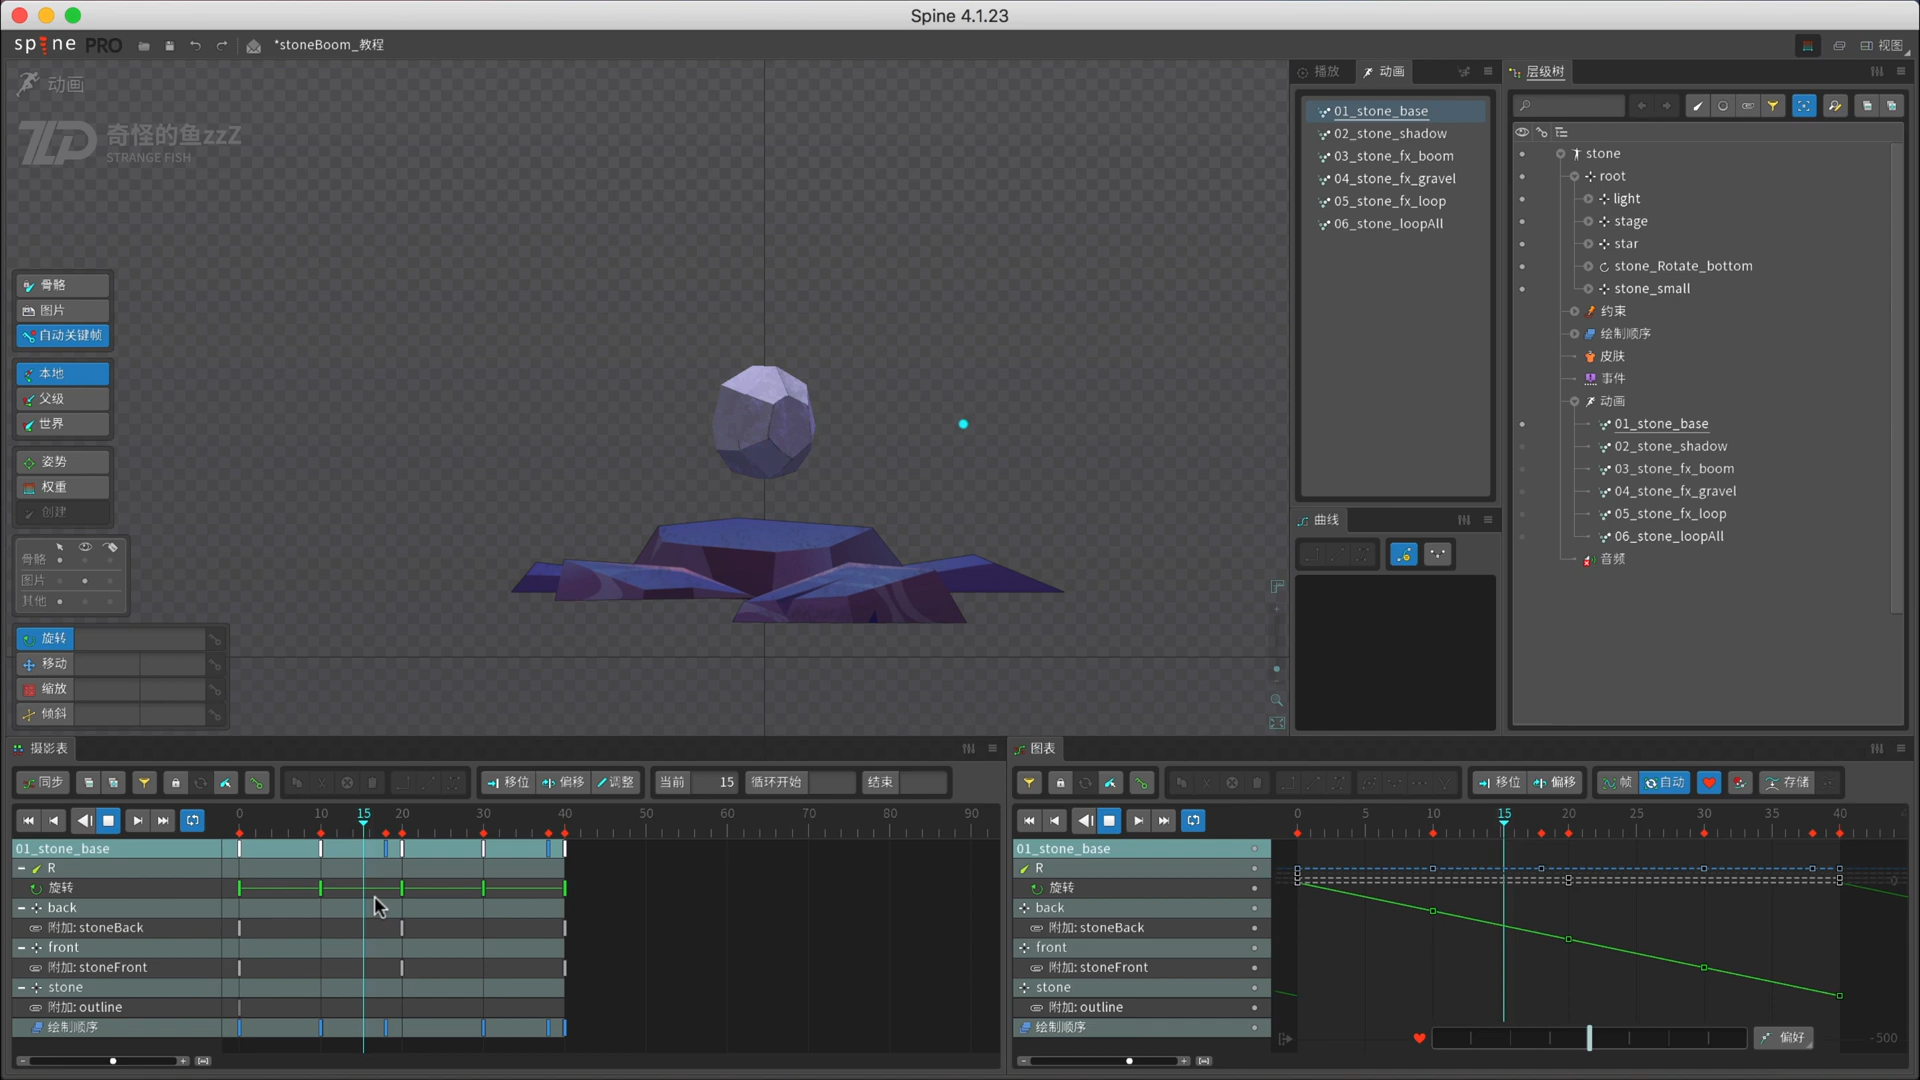 Spine 4.1.23
spine PRO
*stoneBoom_教程
视图
动画
ZLP
奇怪的鱼zzZ
STRANGE FISH
骨骼
图片
自动关键帧
本地
父级
世界
姿势
权重
创建
骨骼
图片
其他
旋转
移动
缩放
倾斜
播放
动画
01_stone_base
02_stone_shadow
03_stone_fx_boom
04_stone_fx_gravel
05_stone_fx_loop
06_stone_loopAll
曲线
层级树
stone
root
light
stage
star
stone_Rotate_bottom
stone_small
约束
绘制顺序
皮肤
事件
动画
01_stone_base
02_stone_shadow
03_stone_fx_boom
04_stone_fx_gravel
05_stone_fx_loop
06_stone_loopAll
音频
摄影表
同步
移位
偏移
调整
当前 15
循环开始
结束
0 10 15 20 30 40 50 60 70 80 90
01_stone_base
R
旋转
back
附加: stoneBack
front
附加: stoneFront
stone
附加: outline
绘制顺序
图表
移位
偏移
帧
自动
存储
0 5 10 15 20 25 30 35 40
01_stone_base
R
旋转
back
附加: stoneBack
front
附加: stoneFront
stone
附加: outline
绘制顺序
0
偏好
-500